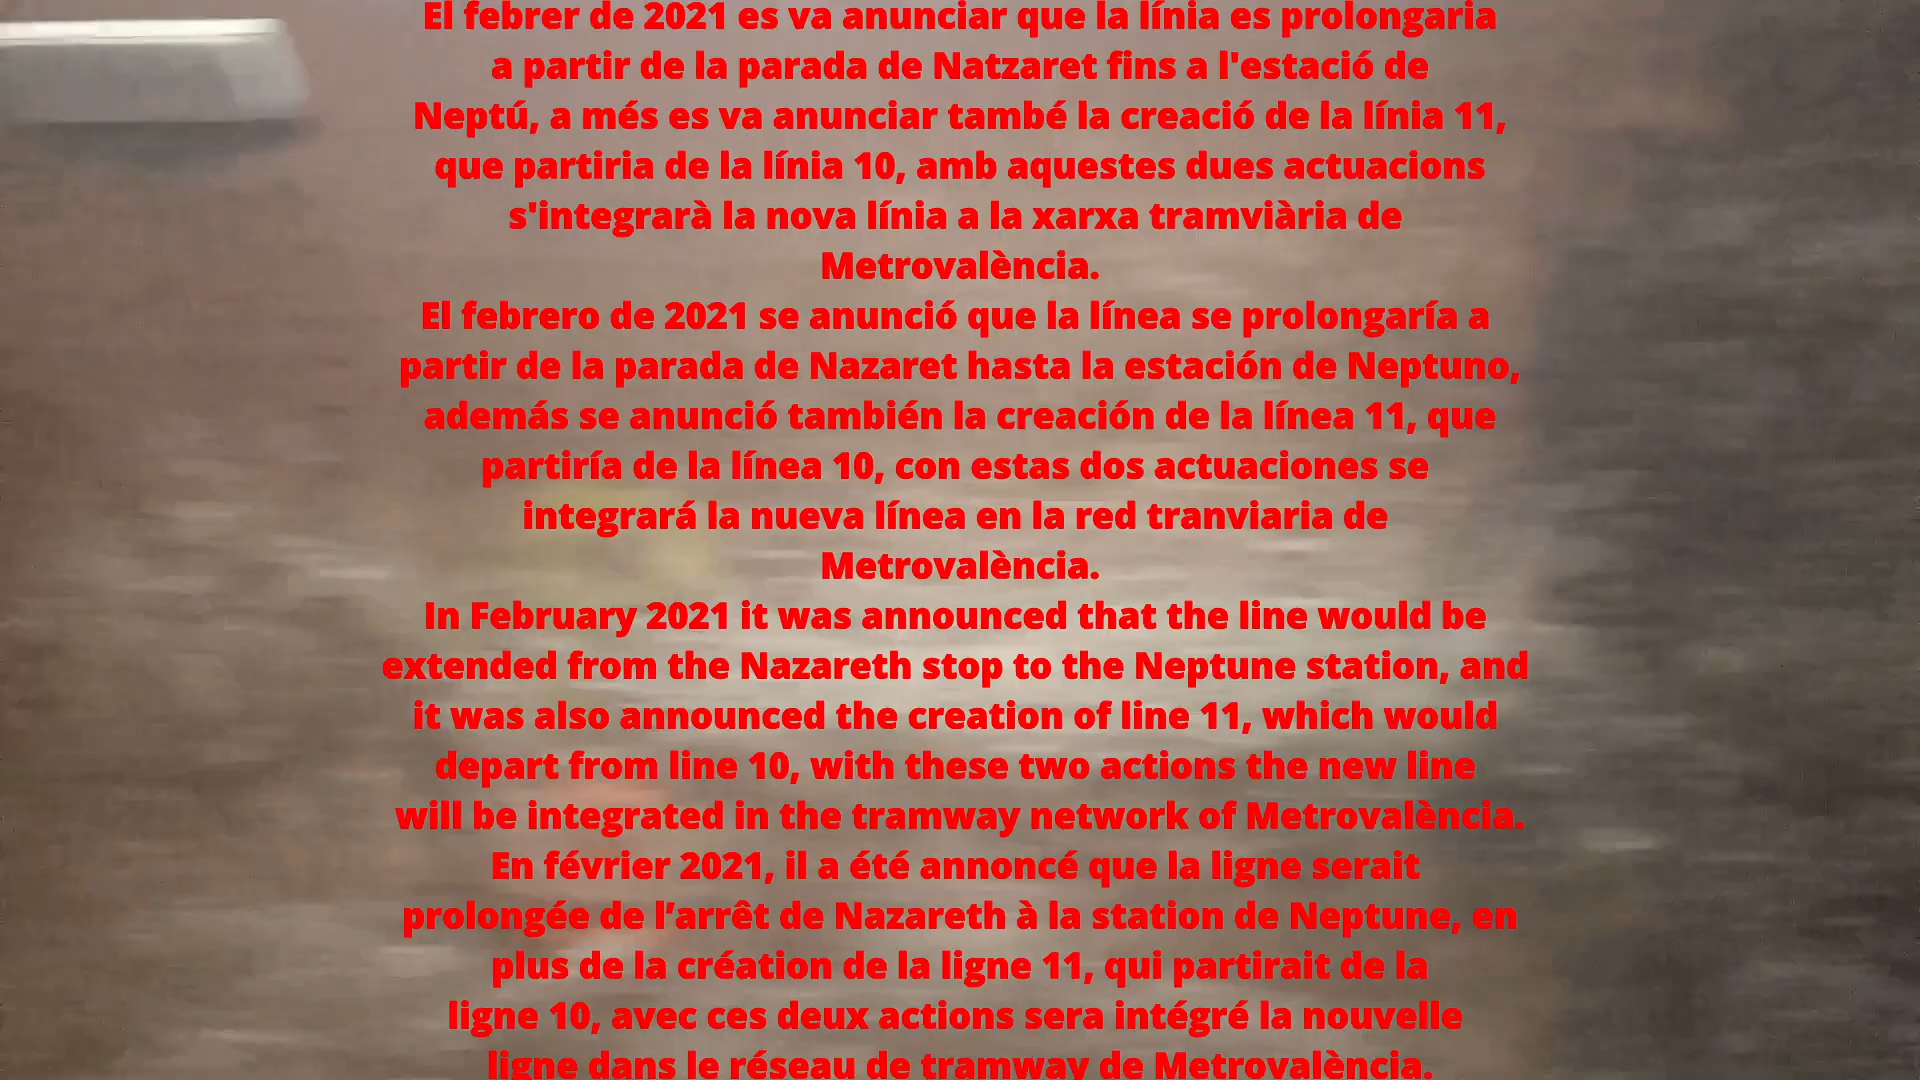 El febrer de 2021 es va anunciar que la línia es prolongaria
a partir de la parada de Natzaret fins a l'estació de
Neptú, a més es va anunciar també la creació de la línia 11,
que partiria de la línia 10, amb aquestes dues actuacions
s'integrarà la nova línia a la xarxa tramviària de
Metrovalència.
El febrero de 2021 se anunció que la línea se prolongaría a
partir de la parada de Nazaret hasta la estación de Neptuno,
además se anunció también la creación de la línea 11, que
partiría de la línea 10, con estas dos actuaciones se
integrará la nueva línea en la red tranviaria de
Metrovalència.
In February 2021 it was announced that the line would be
extended from the Nazareth stop to the Neptune station, and
it was also announced the creation of line 11, which would
depart from line 10, with these two actions the new line
will be integrated in the tramway network of Metrovalència.
En février 2021, il a été annoncé que la ligne serait
prolongée de l’arrêt de Nazareth à la station de Neptune, en
plus de la création de la ligne 11, qui partirait de la
ligne 10, avec ces deux actions sera intégré la nouvelle
ligne dans le réseau de tramway de Metrovalència.